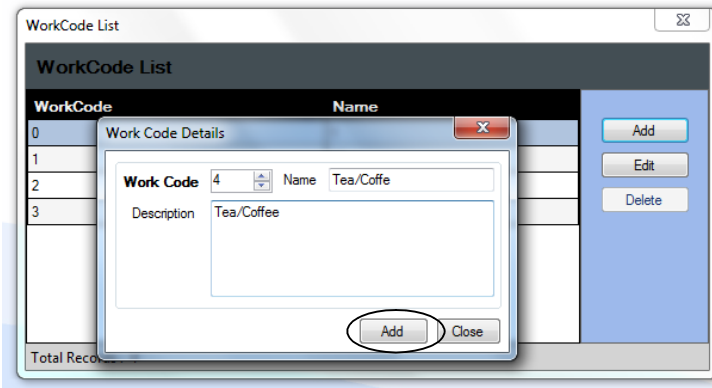 WorkCode List
WorkCode List
WorkCode Name
0
1
2
3
Add
Edit
Delete
Work Code Details
Work Code 4 Name Tea/Coffe
Description Tea/Coffee
Add Close
Total